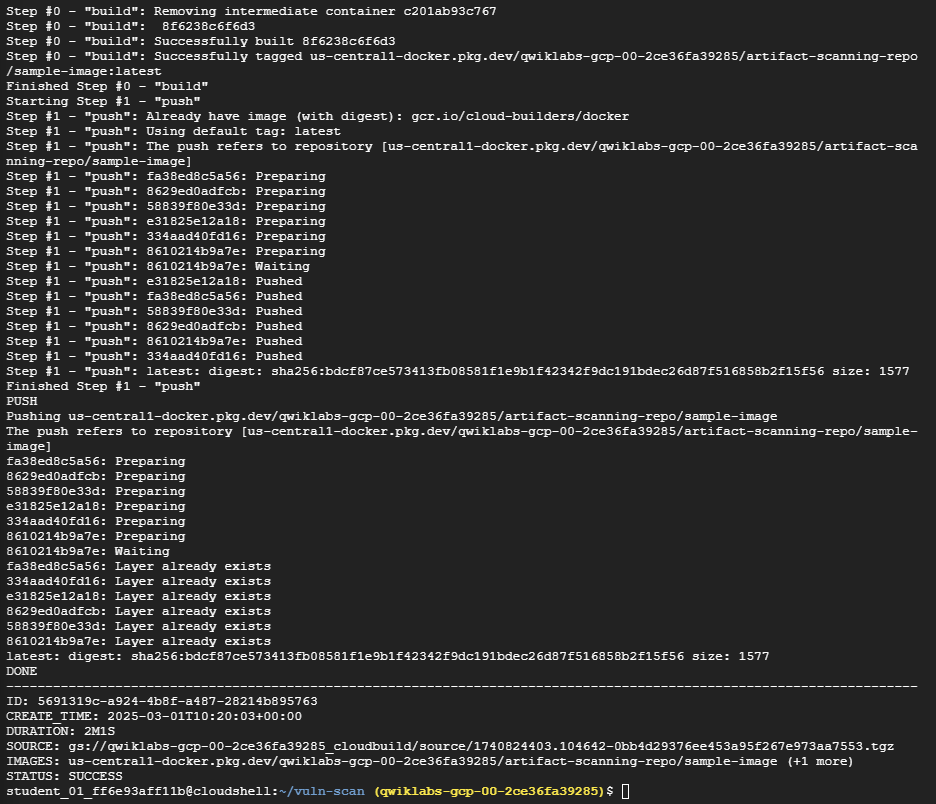 Step #0 - "build": Removing intermediate container c201ab93c767
Step #0 - "build":  8f6238c6f6d3
Step #0 - "build": Successfully built 8f6238c6f6d3
Step #0 - "build": Successfully tagged us-central1-docker.pkg.dev/qwiklabs-gcp-00-2ce36fa39285/artifact-scanning-repo
/sample-image:latest
Finished Step #0 - "build"
Starting Step #1 - "push"
Step #1 - "push": Already have image (with digest): gcr.io/cloud-builders/docker
Step #1 - "push": Using default tag: latest
Step #1 - "push": The push refers to repository [us-central1-docker.pkg.dev/qwiklabs-gcp-00-2ce36fa39285/artifact-sca
nning-repo/sample-image]
Step #1 - "push": fa38ed8c5a56: Preparing
Step #1 - "push": 8629ed0adfcb: Preparing
Step #1 - "push": 58839f80e33d: Preparing
Step #1 - "push": e31825e12a18: Preparing
Step #1 - "push": 334aad40fd16: Preparing
Step #1 - "push": 8610214b9a7e: Preparing
Step #1 - "push": 8610214b9a7e: Waiting
Step #1 - "push": e31825e12a18: Pushed
Step #1 - "push": fa38ed8c5a56: Pushed
Step #1 - "push": 58839f80e33d: Pushed
Step #1 - "push": 8629ed0adfcb: Pushed
Step #1 - "push": 8610214b9a7e: Pushed
Step #1 - "push": 334aad40fd16: Pushed
Step #1 - "push": latest: digest: sha256:bdcf87ce573413fb08581f1e9b1f42342f9dc191bdec26d87f516858b2f15f56 size: 1577
Finished Step #1 - "push"
PUSH
Pushing us-central1-docker.pkg.dev/qwiklabs-gcp-00-2ce36fa39285/artifact-scanning-repo/sample-image
The push refers to repository [us-central1-docker.pkg.dev/qwiklabs-gcp-00-2ce36fa39285/artifact-scanning-repo/sample-
image]
fa38ed8c5a56: Preparing
8629ed0adfcb: Preparing
58839f80e33d: Preparing
e31825e12a18: Preparing
334aad40fd16: Preparing
8610214b9a7e: Preparing
8610214b9a7e: Waiting
fa38ed8c5a56: Layer already exists
334aad40fd16: Layer already exists
e31825e12a18: Layer already exists
8629ed0adfcb: Layer already exists
58839f80e33d: Layer already exists
8610214b9a7e: Layer already exists
latest: digest: sha256:bdcf87ce573413fb08581f1e9b1f42342f9dc191bdec26d87f516858b2f15f56 size: 1577
DONE
---------------------------------------------------------------------------------------------------------------------
ID: 5691319c-a924-4b8f-a487-28214b895763
CREATE_TIME: 2025-03-01T10:20:03+00:00
DURATION: 2M1S
SOURCE: gs://qwiklabs-gcp-00-2ce36fa39285_cloudbuild/source/1740824403.104642-0bb4d29376ee453a95f267e973aa7553.tgz
IMAGES: us-central1-docker.pkg.dev/qwiklabs-gcp-00-2ce36fa39285/artifact-scanning-repo/sample-image (+1 more)
STATUS: SUCCESS
student_01_ff6e93aff11b@cloudshell:~/vuln-scan (qwiklabs-gcp-00-2ce36fa39285)$